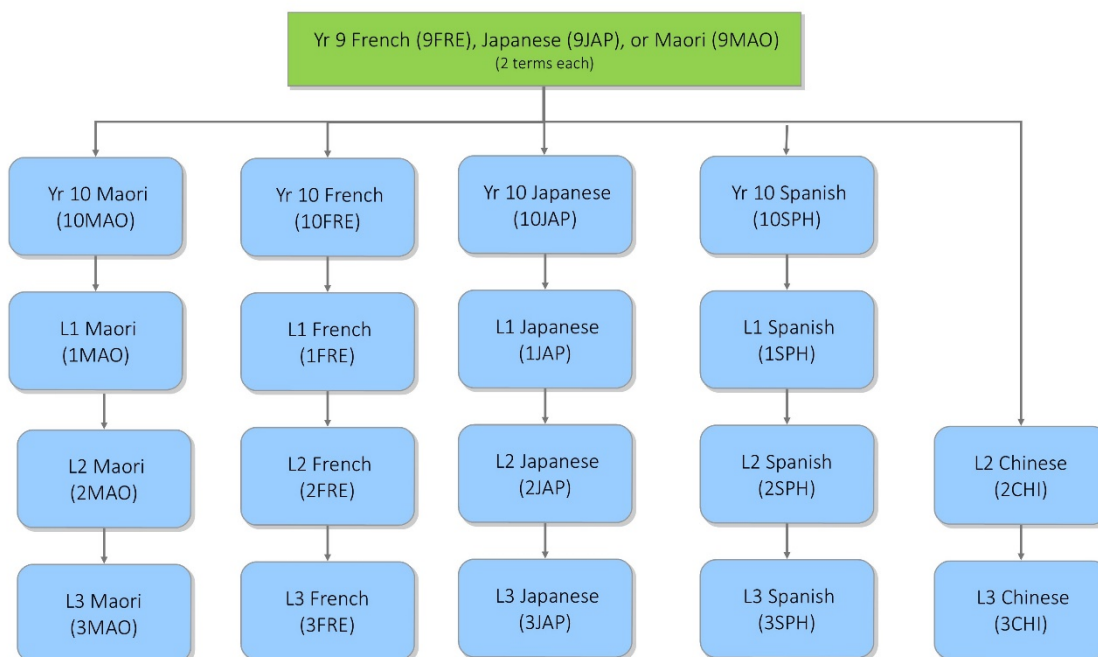 Yr 9 French (9FRE), Japanese (9JAP), or Maori (9MAO)
(2 terms each)
Yr 10 Maori
(10MAO)
Yr 10 French
(10FRE)
Yr 10 Japanese
(10JAP)
Yr 10 Spanish
(10SPH)
L1 Maori
(1MAO)
L1 French
(1FRE)
L1 Japanese
(1JAP)
L1 Spanish
(1SPH)
L2 Maori
(2MAO)
L2 French
(2FRE)
L2 Japanese
(2JAP)
L2 Spanish
(2SPH)
L2 Chinese
(2CHI)
L3 Maori
(3MAO)
L3 French
(3FRE)
L3 Japanese
(3JAP)
L3 Spanish
(3SPH)
L3 Chinese
(3CHI)